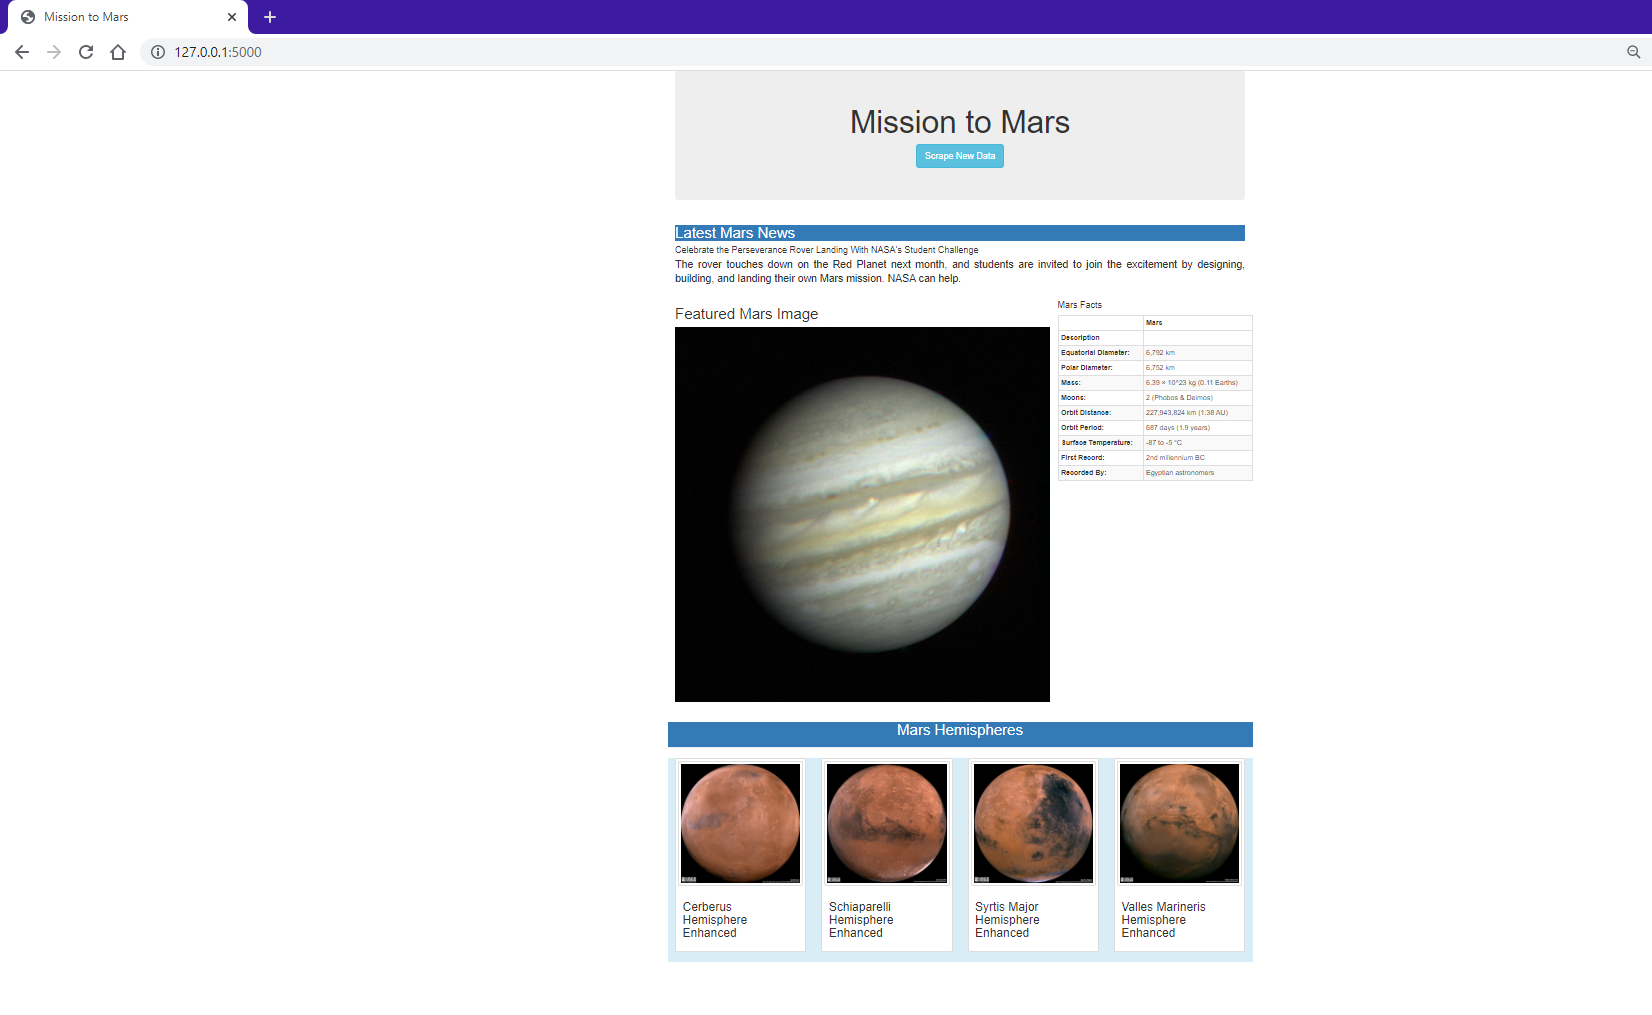 Mission to Mars
127.0.0.1:5000
Mission to Mars
Scrape New Data
Latest Mars News
Celebrate the Perseverance Rover Landing With NASA's Student Challenge
The rover touches down on the Red Planet next month, and students are invited to join the excitement by designing,
building, and landing their own Mars mission. NASA can help.
Featured Mars Image
Mars Facts
Mars
Description
Equatorial Diameter: 6,792 km
Polar Diameter: 6,752 km
Mass: 6.39 × 10^23 kg (0.11 Earths)
Moons: 2 (Phobos & Deimos)
Orbit Distance: 227,943,824 km (1.38 AU)
Orbit Period: 687 days (1.9 years)
Surface Temperature: -87 to -5 °C
First Record: 2nd millennium BC
Recorded By: Egyptian astronomers
Mars Hemispheres
Cerberus
Hemisphere
Enhanced
Schiaparelli
Hemisphere
Enhanced
Syrtis Major
Hemisphere
Enhanced
Valles Marineris
Hemisphere
Enhanced